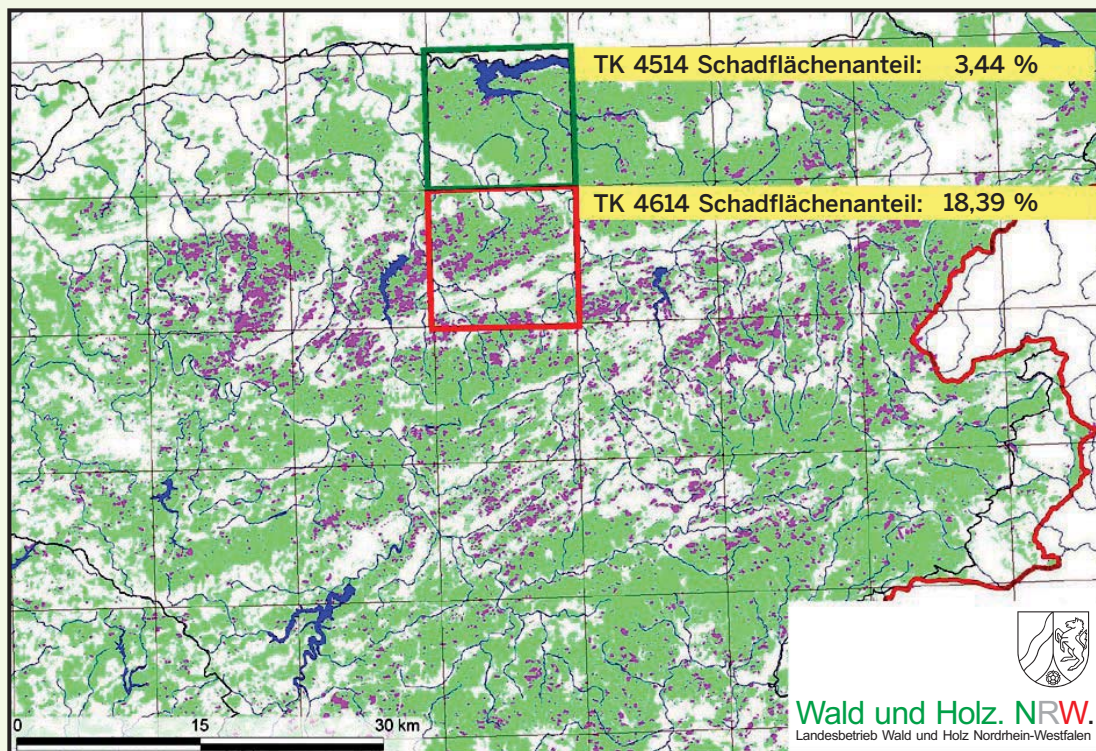 TK 4514 Schadflächenanteil: 3,44 %
TK 4614 Schadflächenanteil: 18,39 %
0 15 30 km
Wald und Holz. NRW.
Landesbetrieb Wald und Holz Nordrhein-Westfalen